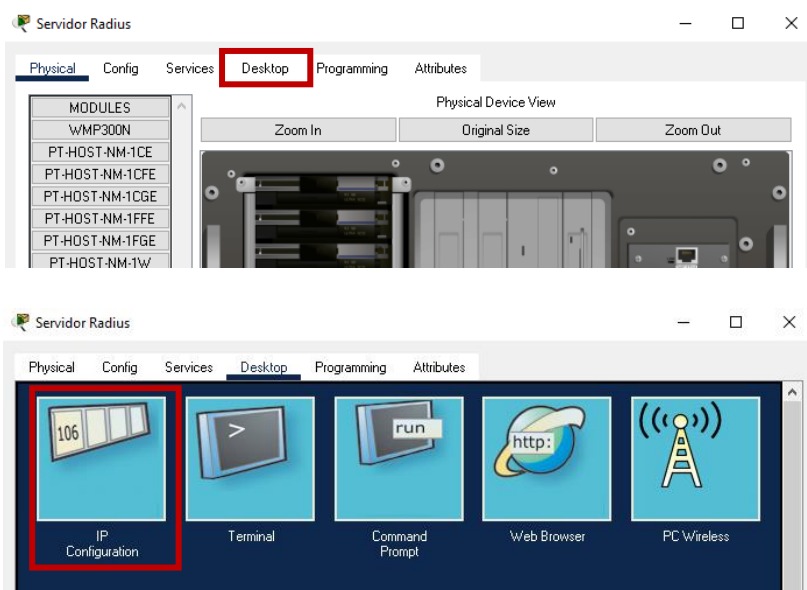 Servidor Radius
Physical Config Services Desktop Programming Attributes
MODULES
WMP300N
PT-HOST-NM-1CE
PT-HOST-NM-1CFE
PT-HOST-NM-1CGE
PT-HOST-NM-1FFE
PT-HOST-NM-1FGE
PT-HOST-NM-1W
Physical Device View
Zoom In Original Size Zoom Out
Servidor Radius
Physical Config Services Desktop Programming Attributes
106
>
run
http:
IP
Configuration
Terminal
Command
Prompt
Web Browser
PC Wireless